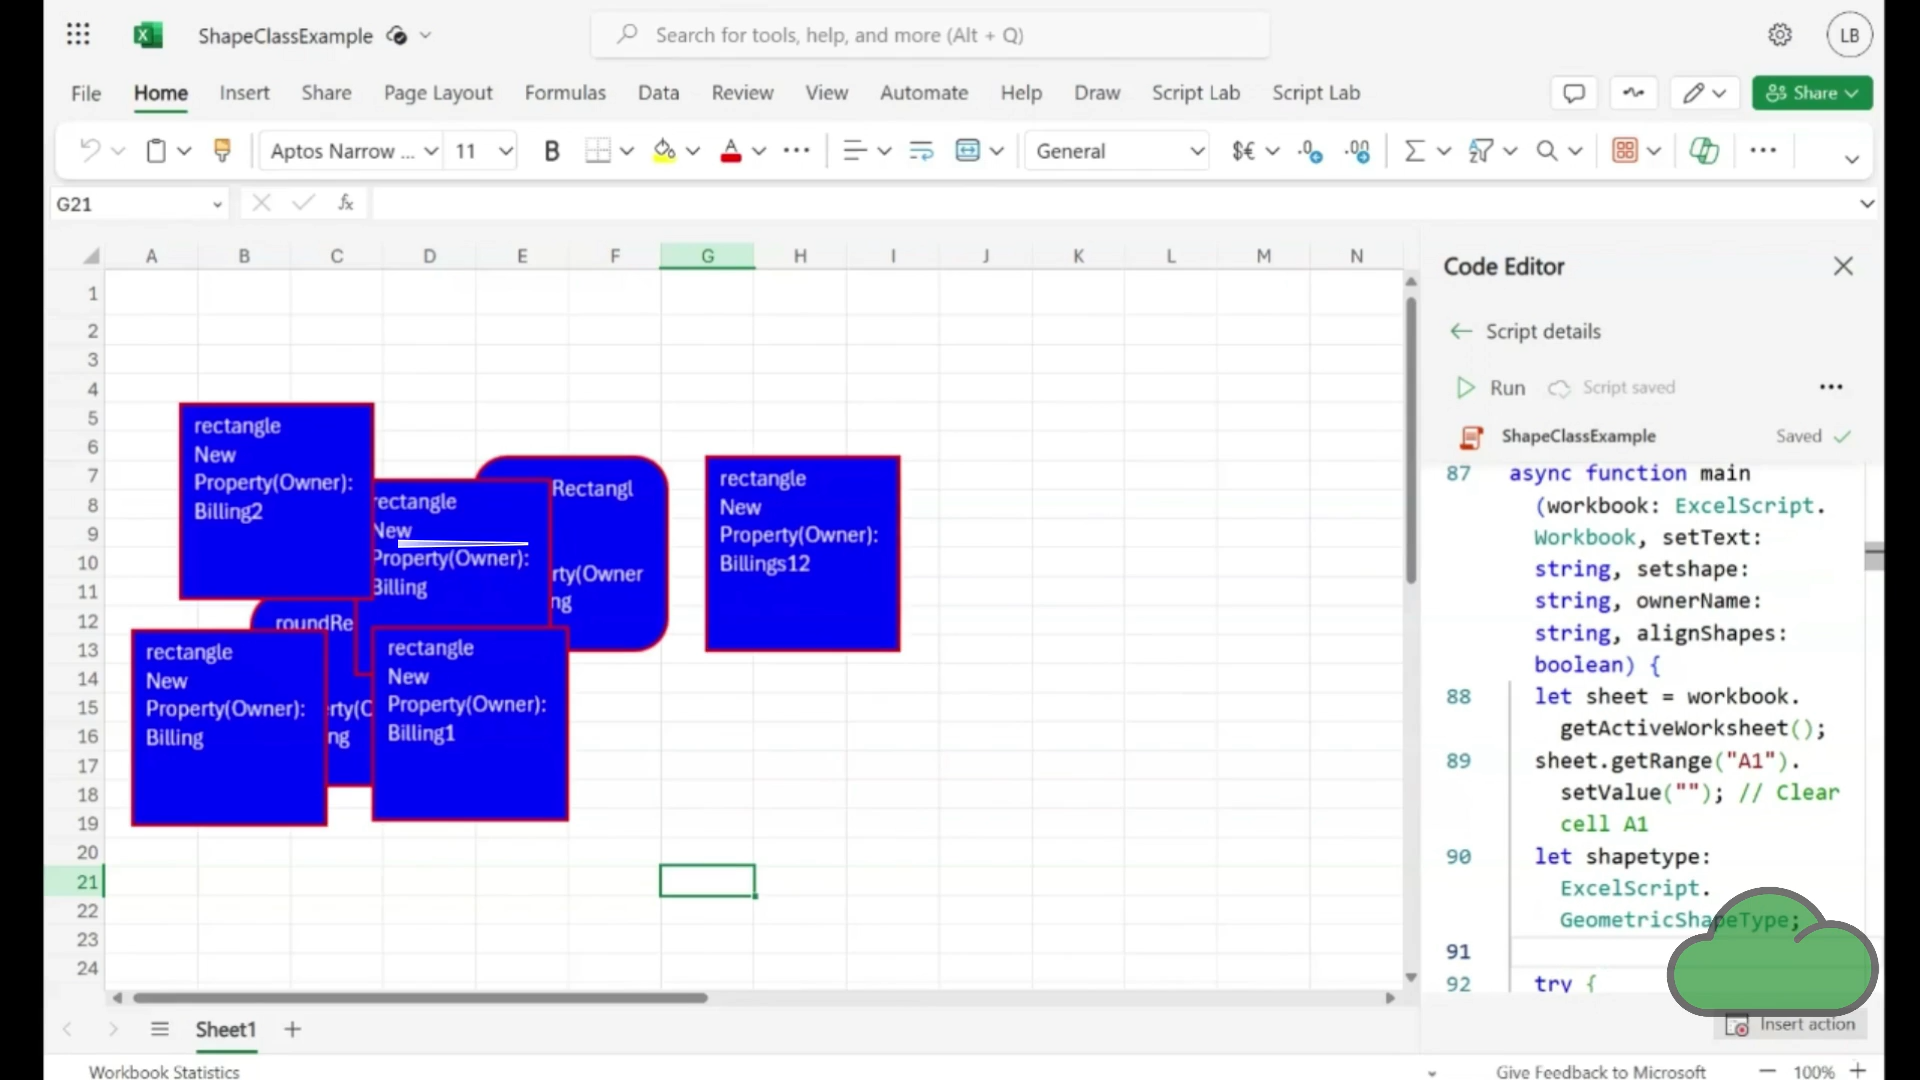 ShapeClassExample
Search for tools, help, and more (Alt + Q)
LB
File Home Insert Share Page Layout Formulas Data Review View Automate Help Draw Script Lab Script Lab
Share
Aptos Narrow ... 11 B A General $€ .0 .00
G21 fx
A B C D E F G H I J K L M N
1
2
3
4
5
6
7
8
9
10
11
12
13
14
15
16
17
18
19
20
21
22
23
24
rectangle
New
Property(Owner):
Billing2
rectangle
New
Property(Owner):
Billing
Rectangl
rty(Owner
ng
rectangle
New
Property(Owner):
Billings12
roundRe
rty(C
ng
rectangle
New
Property(Owner):
Billing
rectangle
New
Property(Owner):
Billing1
Code Editor
Script details
Run Script saved ...
ShapeClassExample Saved
87 async function main
(workbook: ExcelScript.
Workbook, setText:
string, setshape:
string, ownerName:
string, alignShapes:
boolean) {
88 let sheet = workbook.
getActiveWorksheet();
89 sheet.getRange("A1").
setValue(""); // Clear
cell A1
90 let shapetype:
ExcelScript.
GeometricShapeType;
91
92 try {
Insert action
Sheet1
Workbook Statistics
Give Feedback to Microsoft
100%